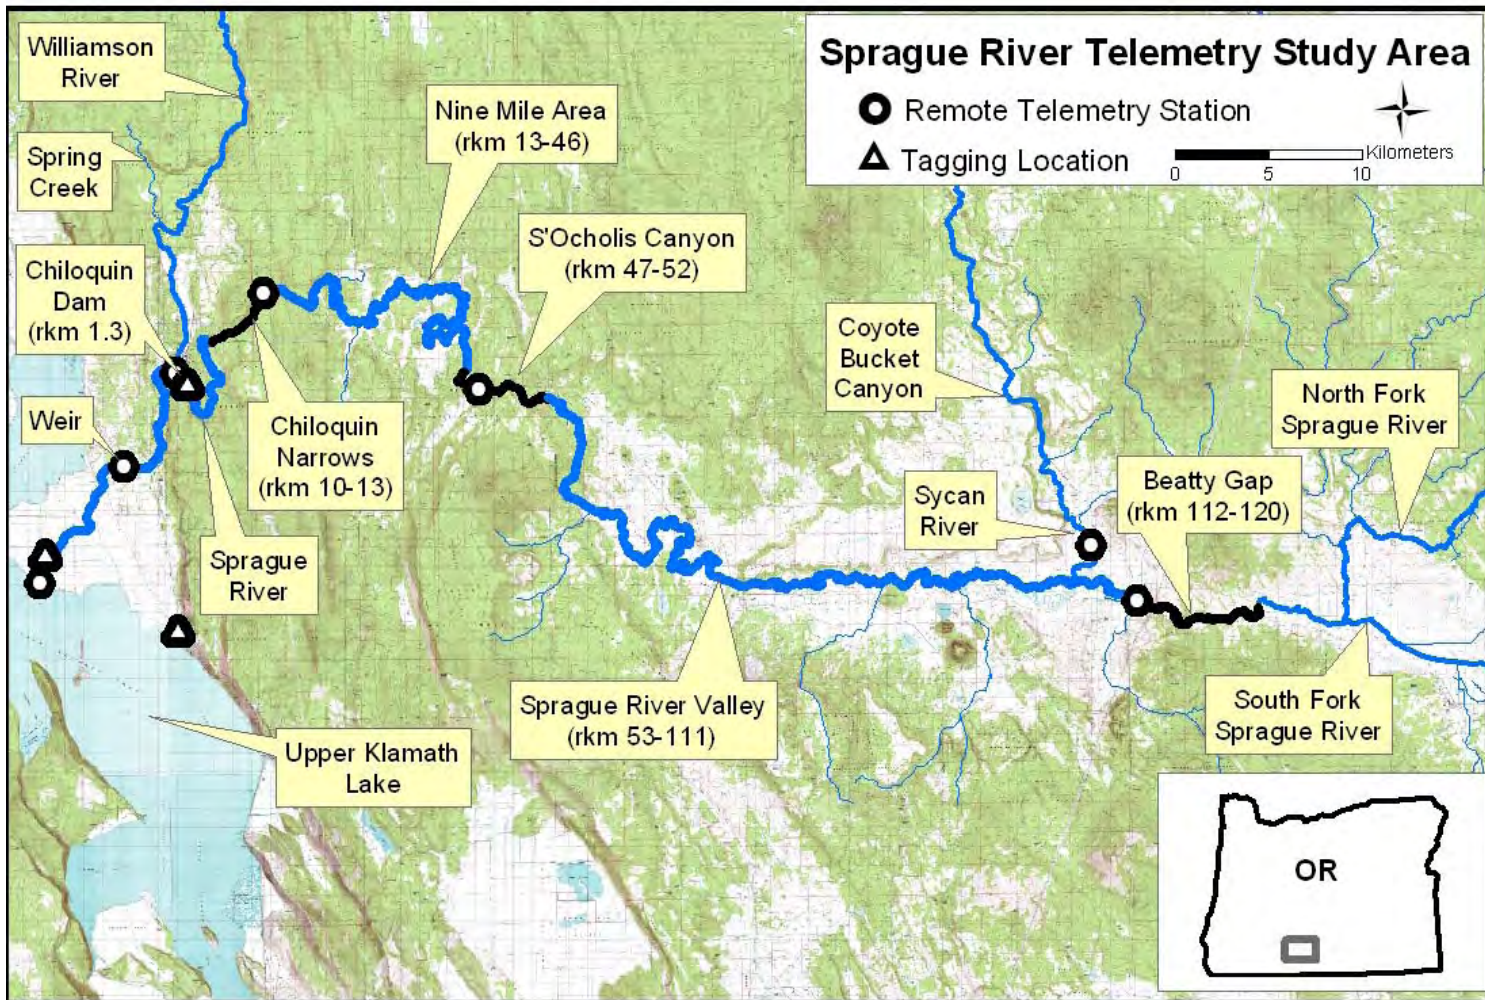 Sprague River Telemetry Study Area
Remote Telemetry Station
Tagging Location
Kilometers
0 5 10
Williamson
River
Spring
Creek
Nine Mile Area
(rkm 13-46)
S'Ocholis Canyon
(rkm 47-52)
Chiloquin
Dam
(rkm 1.3)
Coyote
Bucket
Canyon
North Fork
Sprague River
Weir
Chiloquin
Narrows
(rkm 10-13)
Sycan
River
Beatty Gap
(rkm 112-120)
Sprague
River
Sprague River Valley
(rkm 53-111)
South Fork
Sprague River
Upper Klamath
Lake
OR